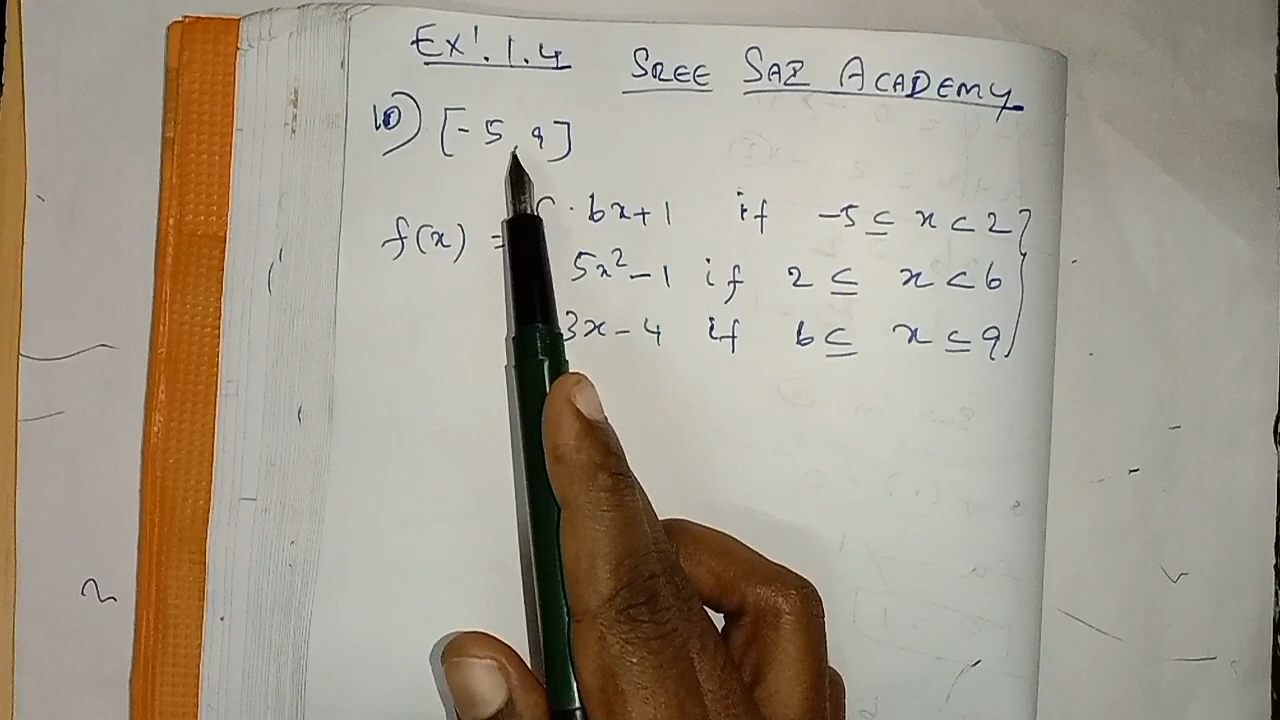 Ex'.1.4 SREE SAI ACADEMY
10) [-5, 9]
f(x) = { 6x+1 if -5 ≤ x < 2
5x²-1 if 2 ≤ x < 6
3x-4 if 6 ≤ x ≤ 9 }